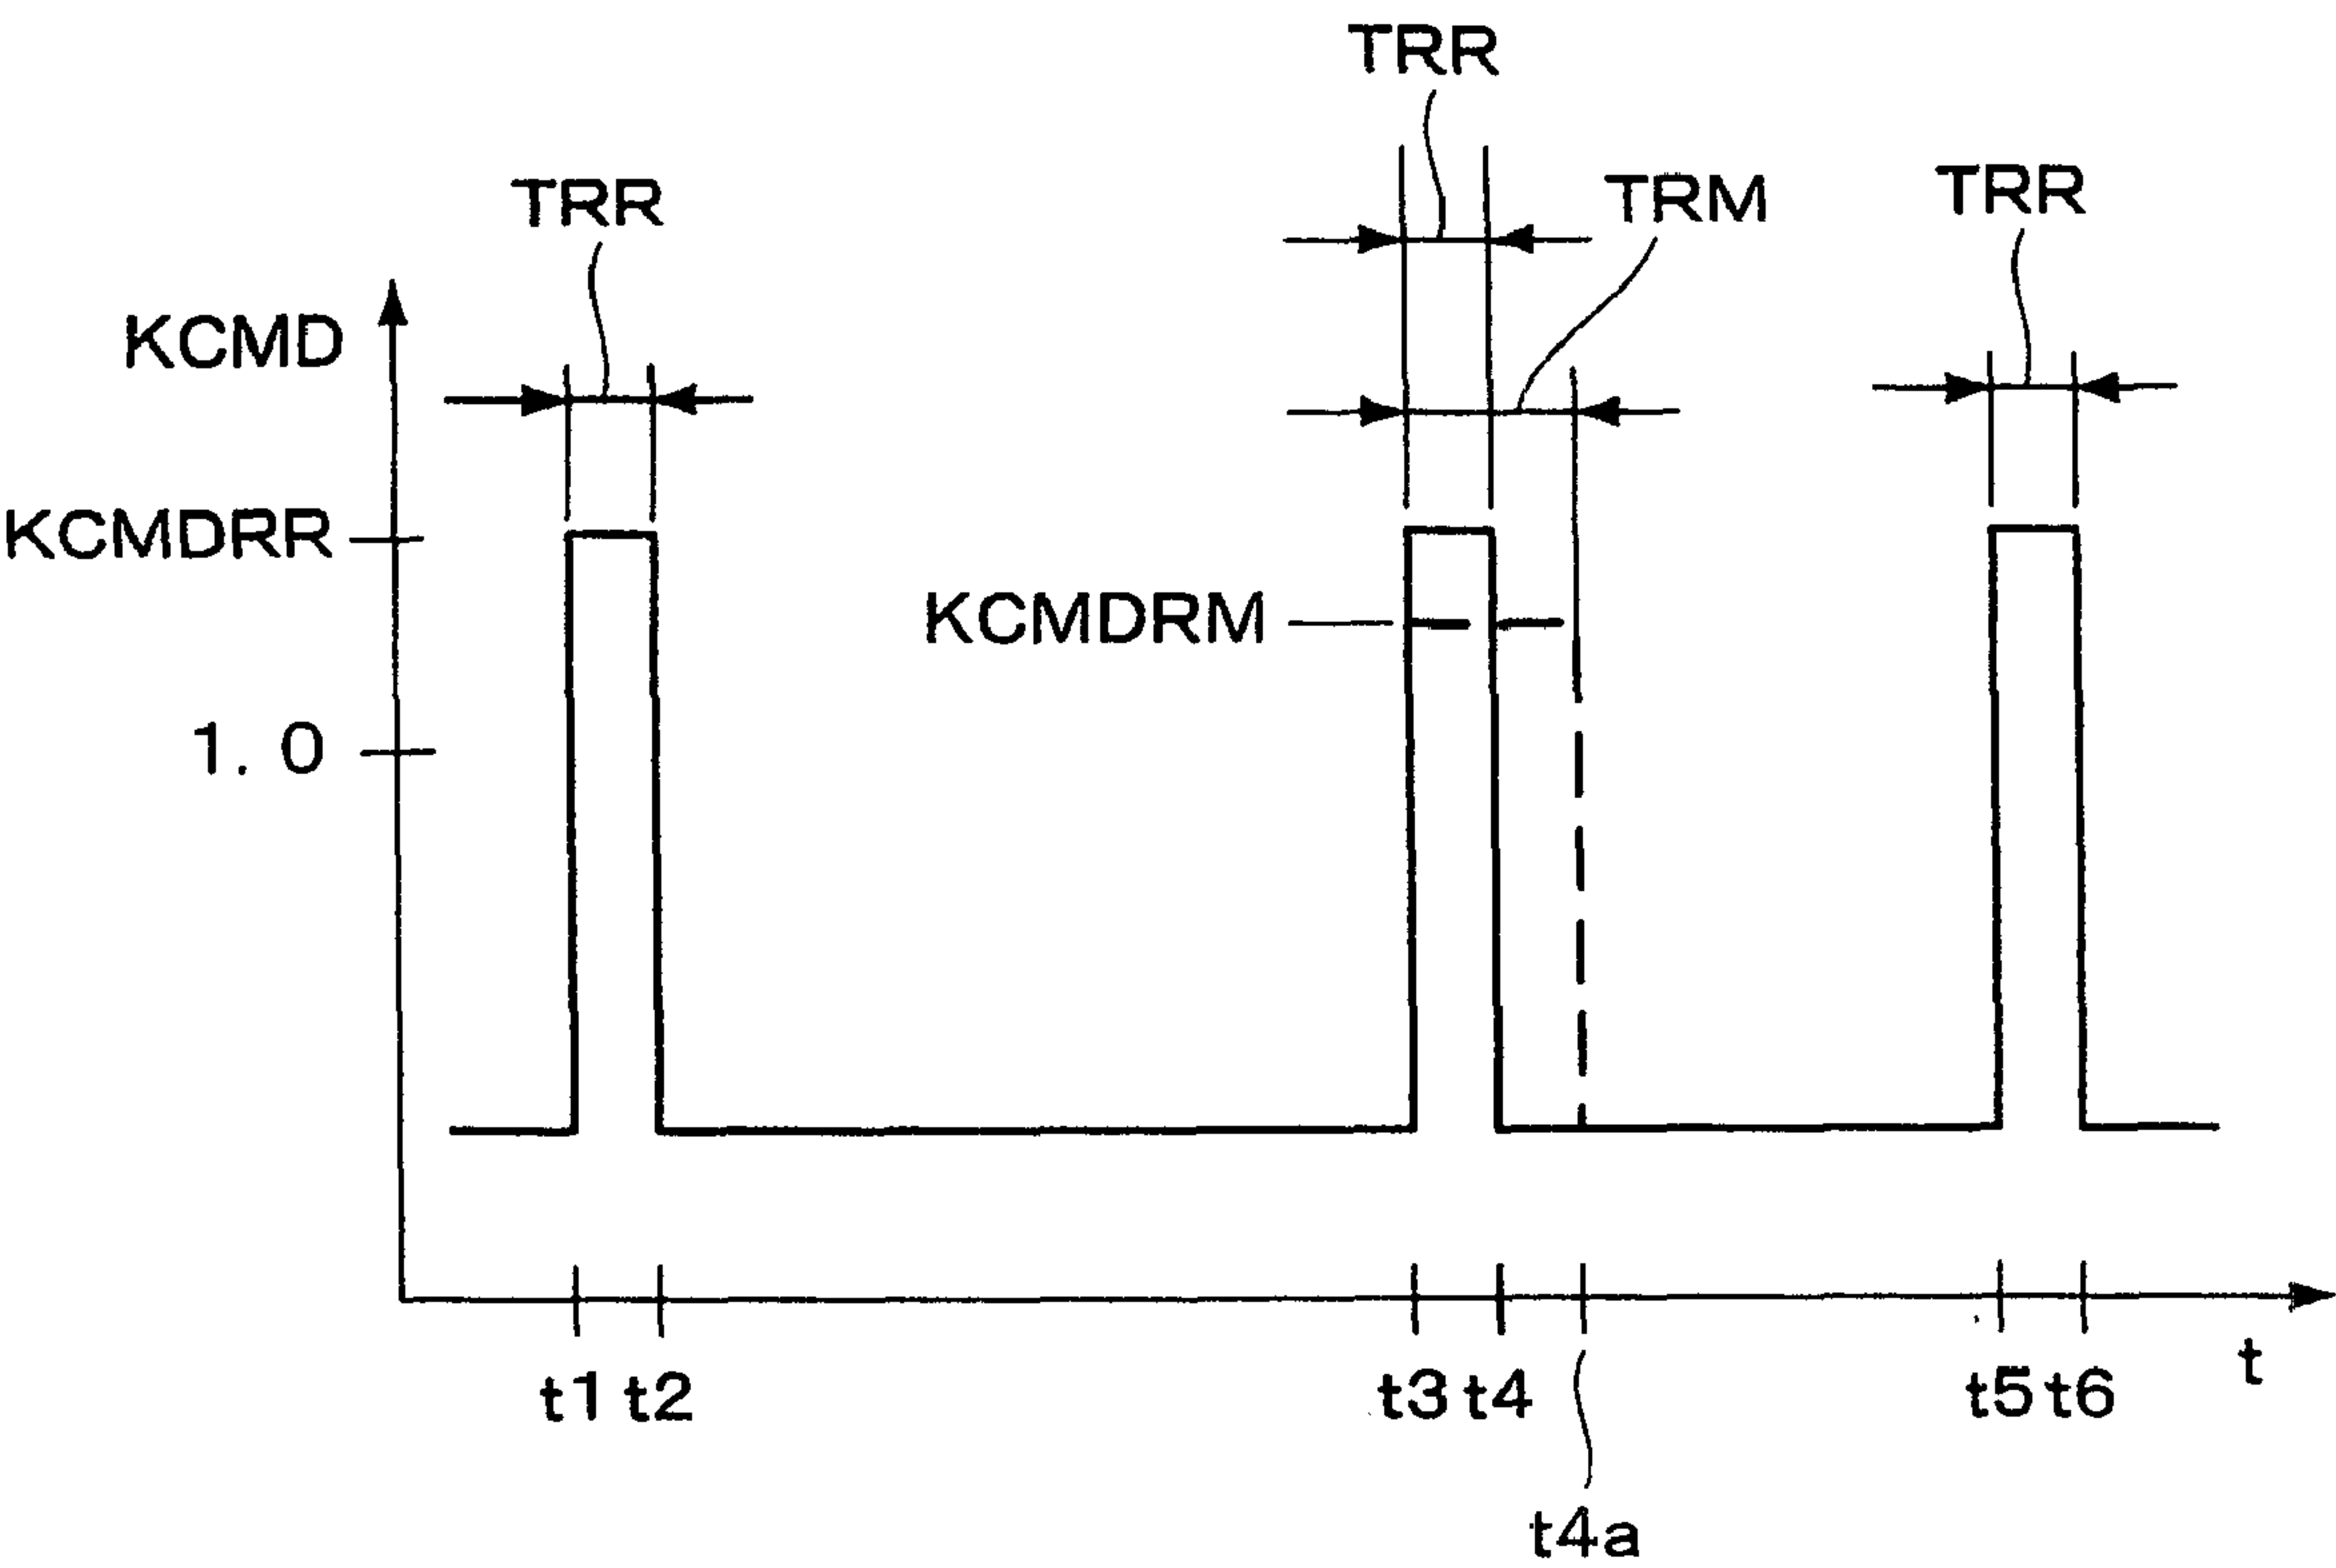 TRR
TRR
TRM
TRR
KCMD
KCMDRR
KCMDRM
1.0
t1 t2
t3 t4
t5 t6
t
t4a